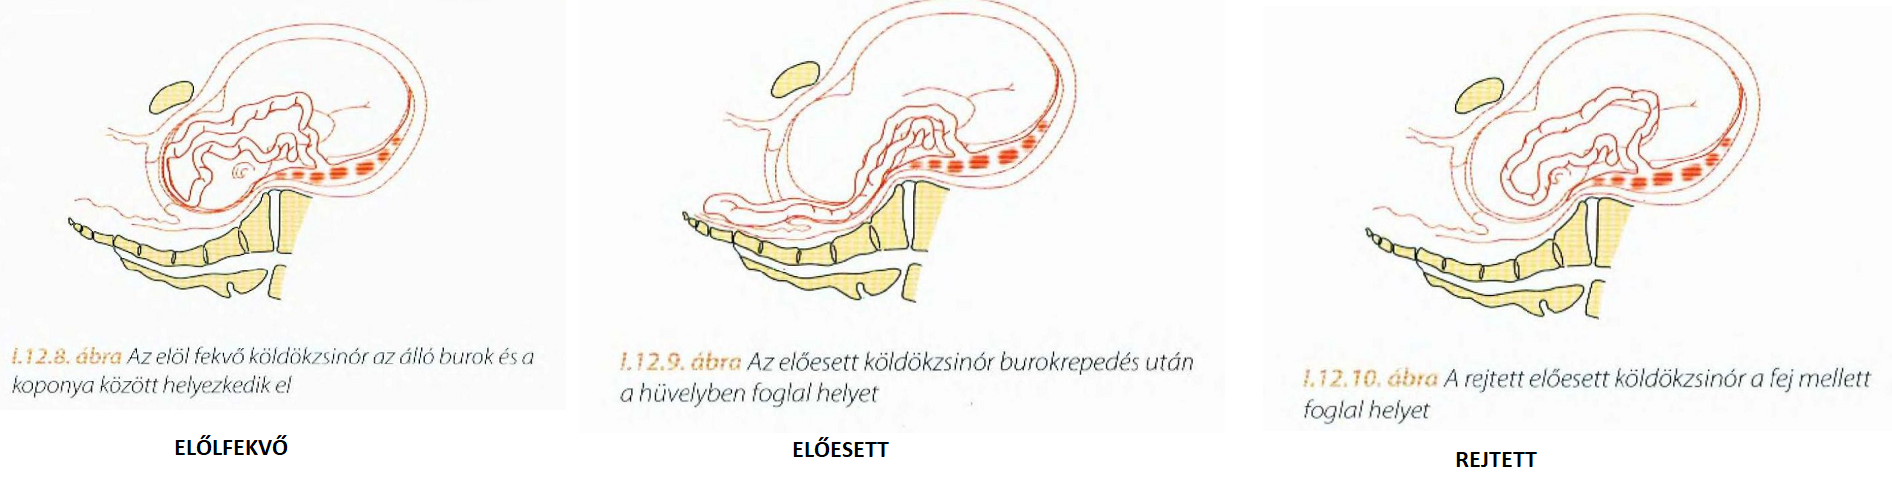 I.12.8. ábra Az elöl fekvő köldökzsinór az álló burok és a
koponya között helyezkedik el
ELŐLFEKVŐ
I.12.9. ábra Az előesett köldökzsinór burokrepedés után
a hüvelyben foglal helyet
ELŐESETT
I.12.10. ábra A rejtett előesett köldökzsinór a fej mellett
foglal helyet
REJTETT